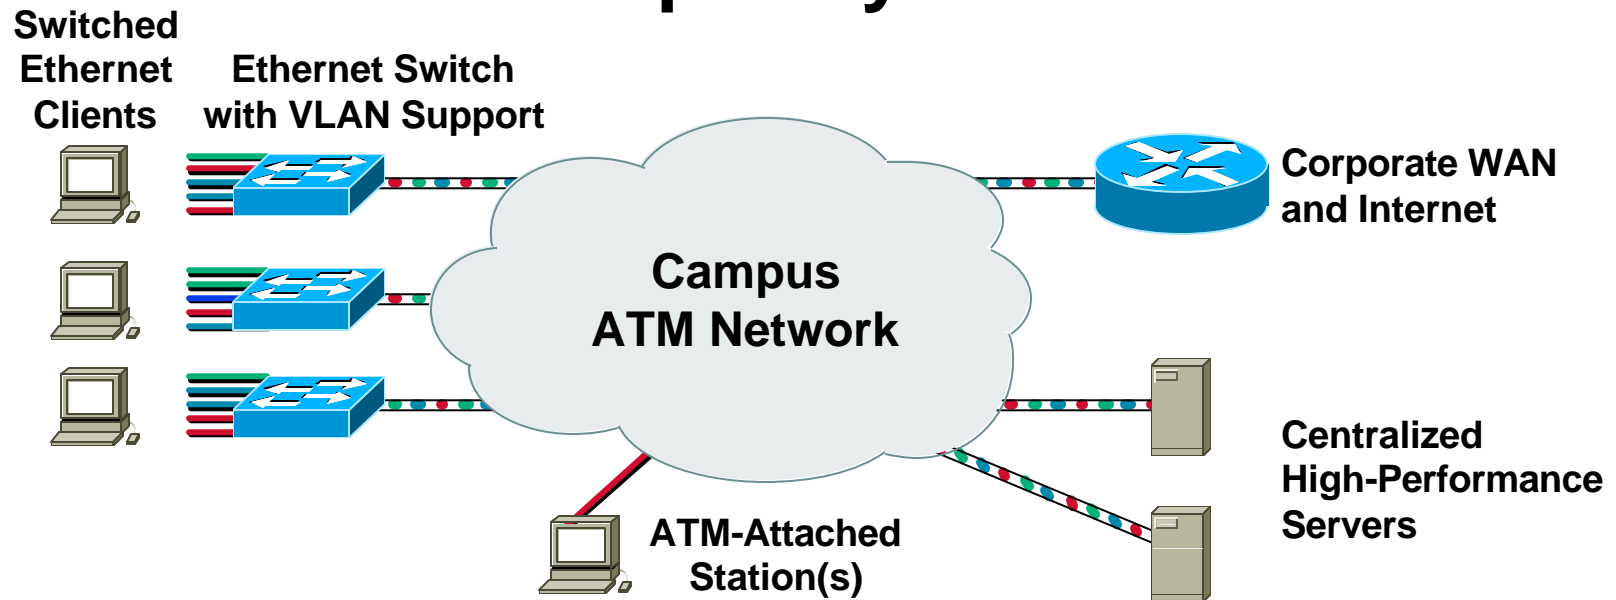 Switched
Ethernet
Clients
Ethernet Switch
with VLAN Support
Campus
ATM Network
Corporate WAN
and Internet
Centralized
High-Performance
Servers
ATM-Attached
Station(s)